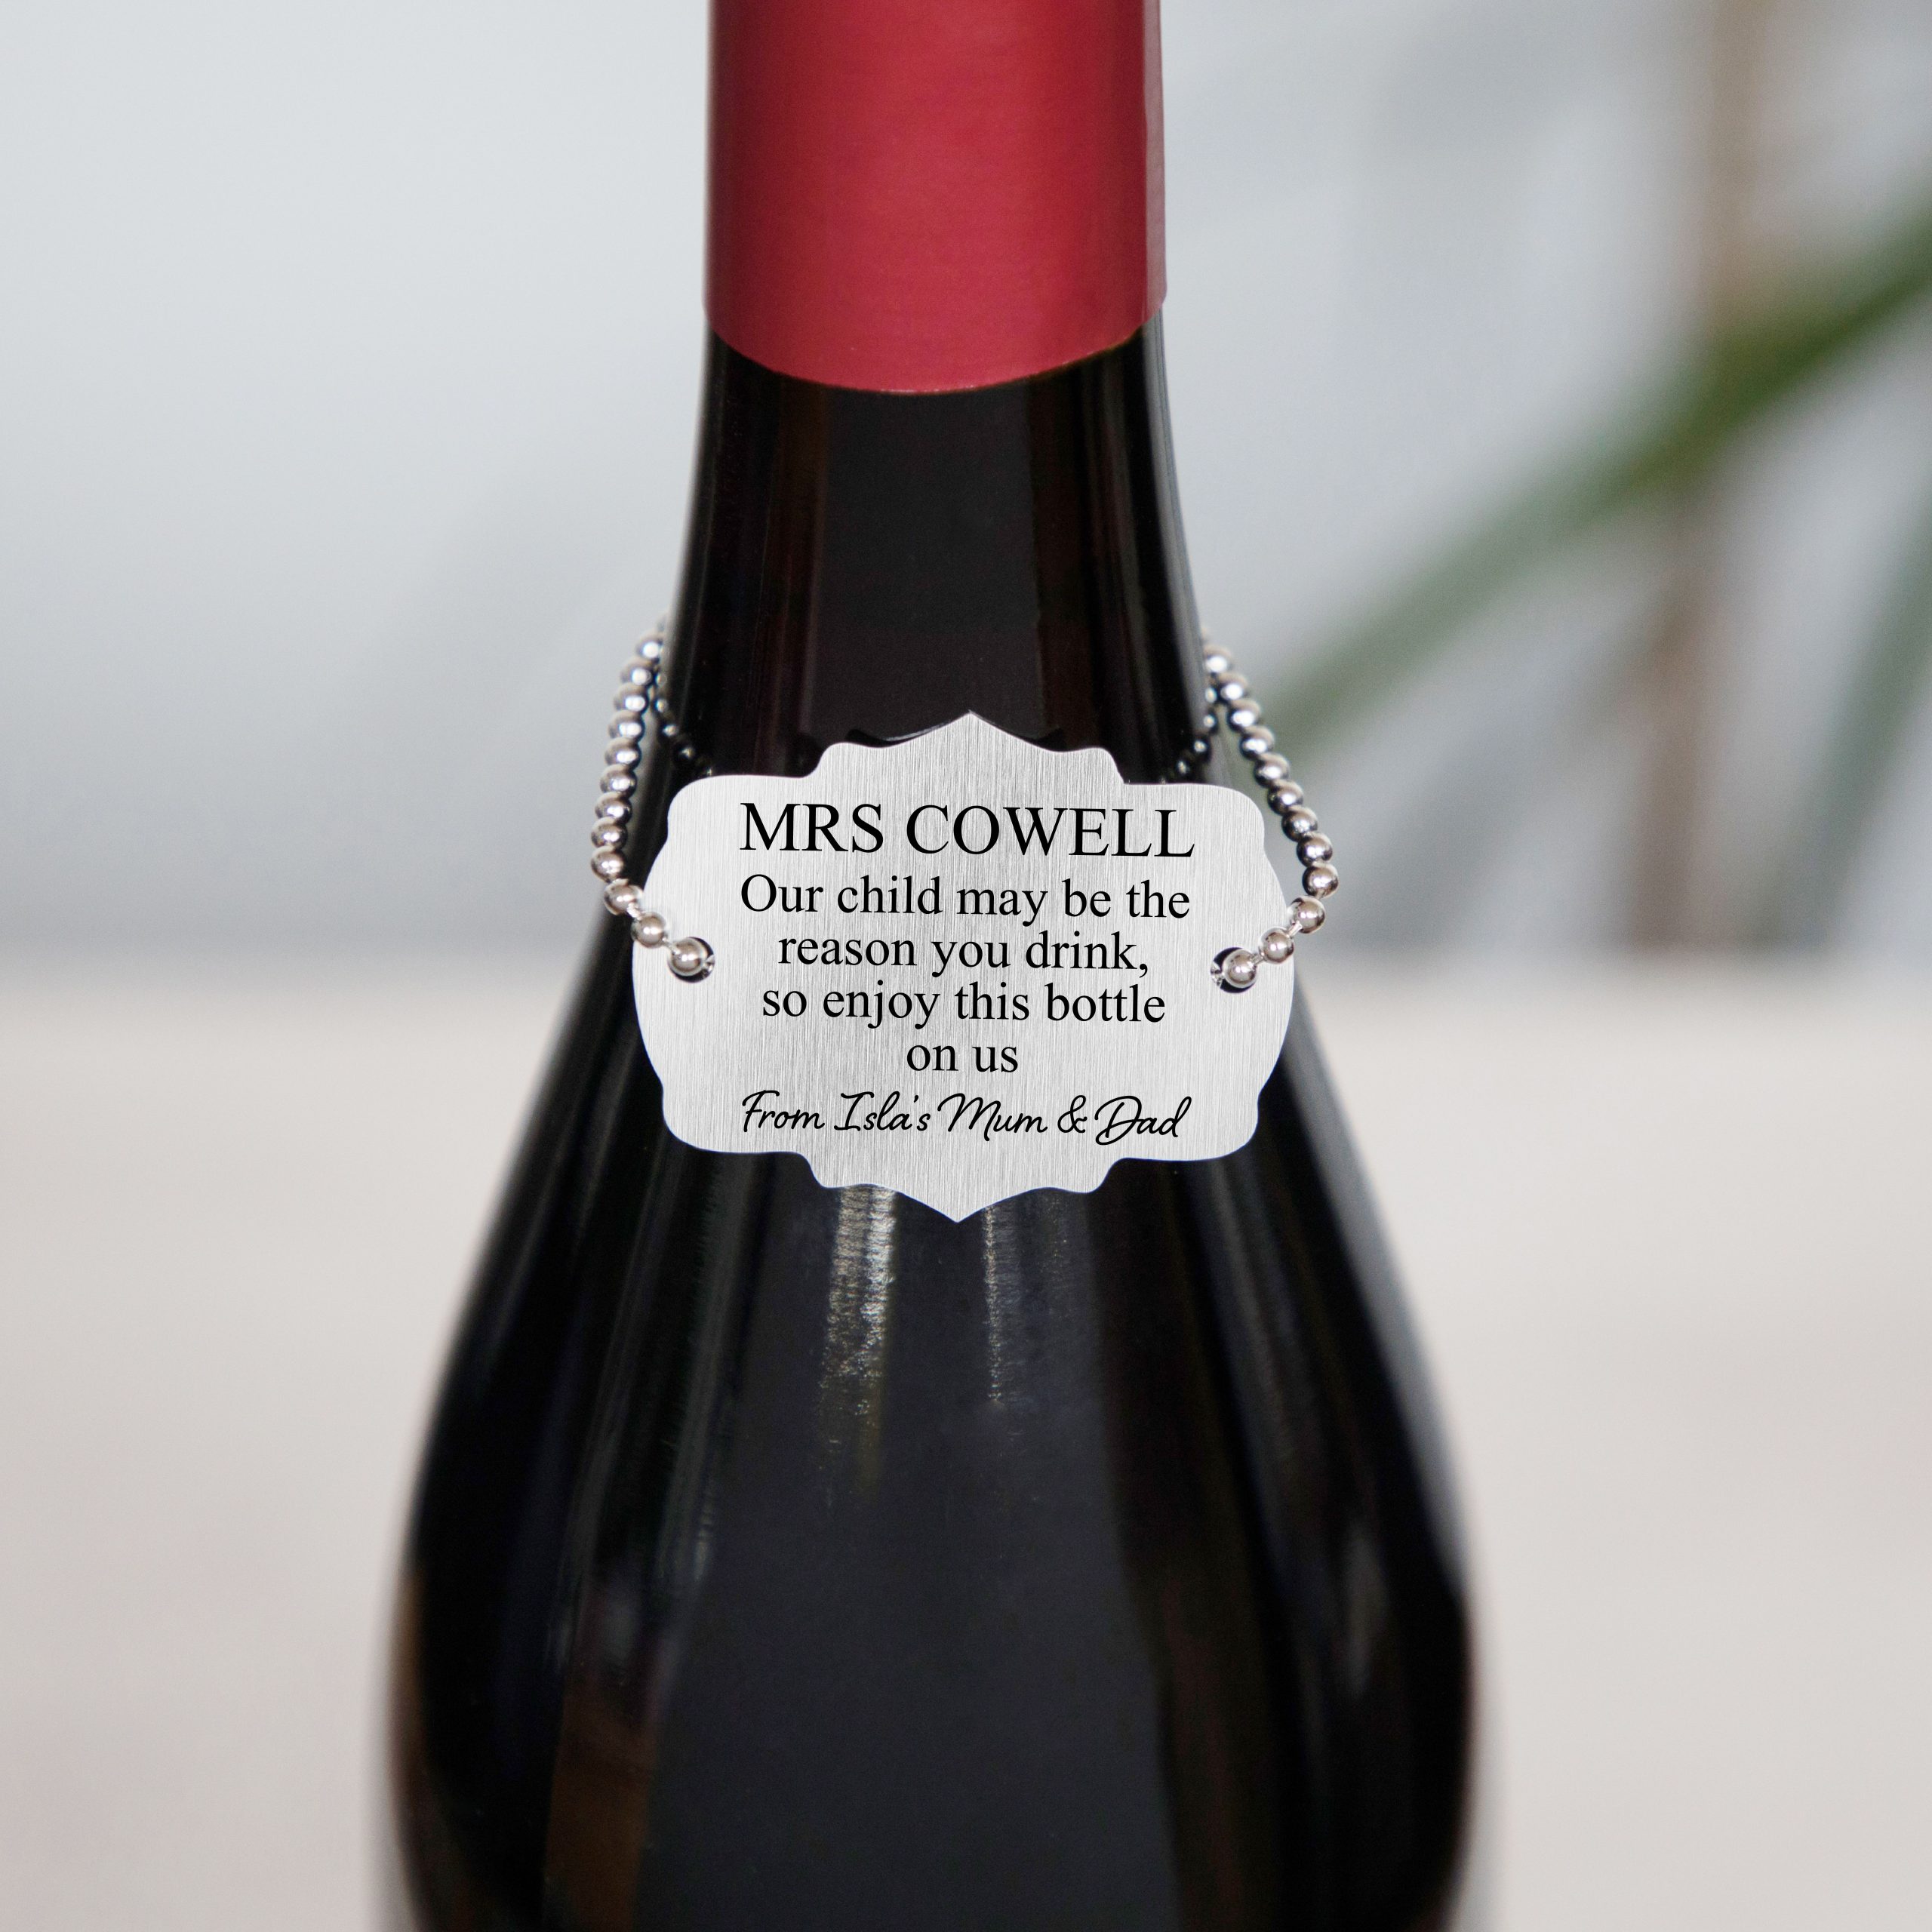 MRS COWELL
Our child may be the
reason you drink,
so enjoy this bottle
on us
From Isla's Mum & Dad